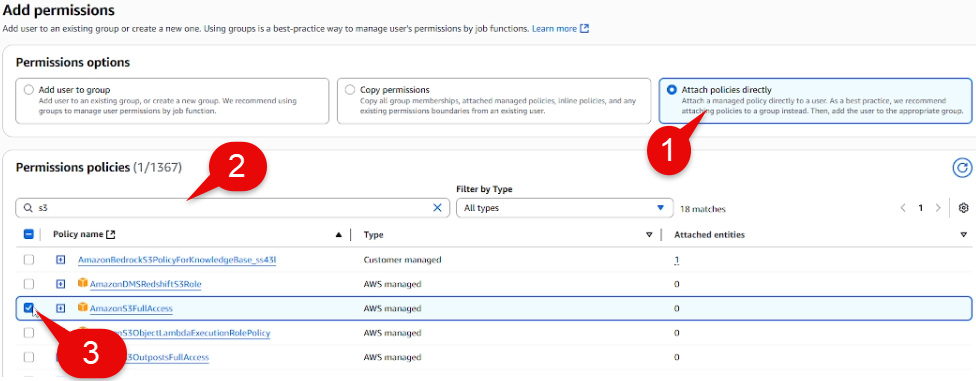 Add permissions
Add user to an existing group or create a new one. Using groups is a best-practice way to manage user's permissions by job functions. Learn more
Permissions options
Add user to group
Add user to an existing group, or create a new group. We recommend using
groups to manage user permissions by job function.
Copy permissions
Copy all group memberships, attached managed policies, inline policies, and any
existing permissions boundaries from an existing user.
Attach policies directly
Attach a managed policy directly to a user. As a best practice, we recommend
attaching policies to a group instead. Then, add the user to the appropriate group.
1
Permissions policies (1/1367)
2
Filter by Type
s3
All types
18 matches
1
Policy name
Type
Attached entities
AmazonBedrockS3PolicyForKnowledgeBase_ss43l
Customer managed
1
AmazonDMSRedshiftS3Role
AWS managed
0
AmazonS3FullAccess
AWS managed
0
nS3ObjectLambdaExecutionRolePolicy
AWS managed
0
3
3OutpostsFullAccess
AWS managed
0